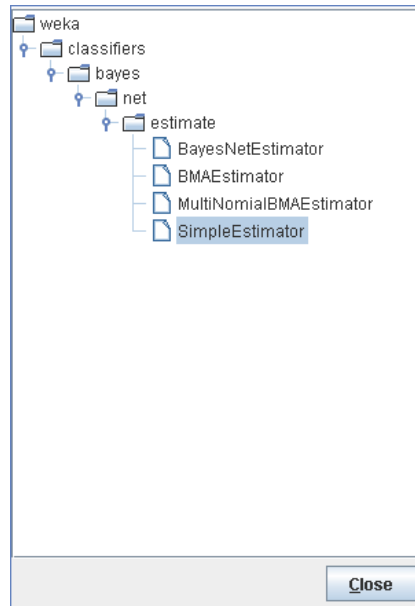 weka
classifiers
bayes
net
estimate
BayesNetEstimator
BMAEstimator
MultiNomialBMAEstimator
SimpleEstimator
Close